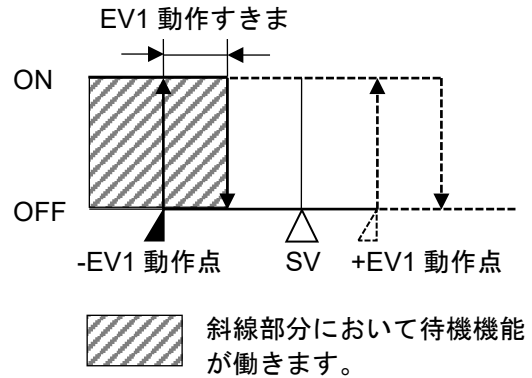 EV1 動作すきま
ON
OFF
-EV1 動作点
SV
+EV1 動作点
斜線部分において待機機能
が働きます。